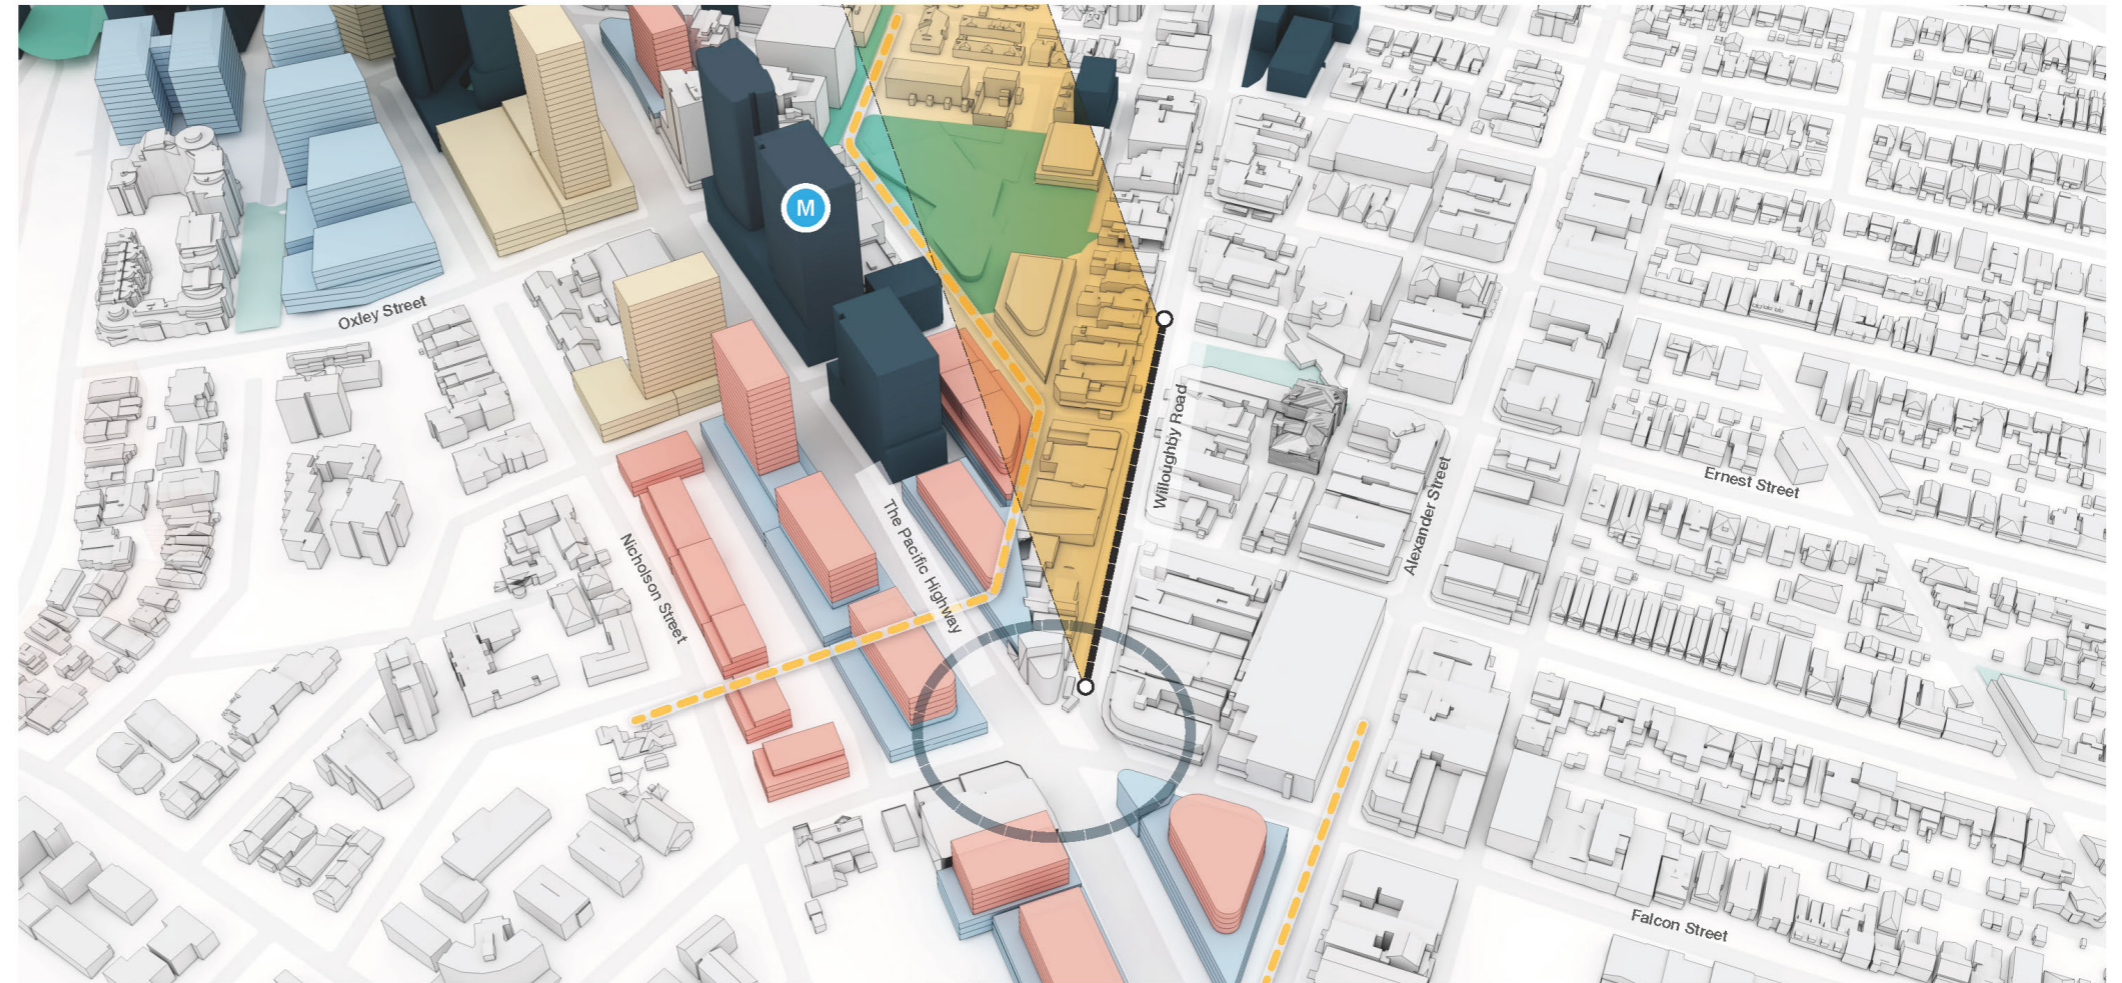 M
Oxley Street
Willoughby Road
Alexander Street
Ernest Street
The Pacific Highway
Nicholson Street
Falcon Street